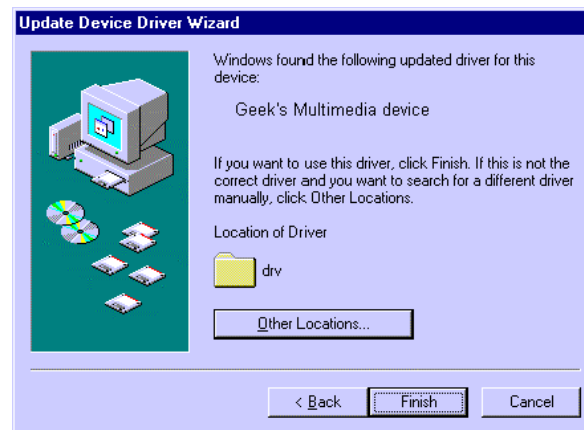 Update Device Driver Wizard
Windows found the following updated driver for this
device:
Geek's Multimedia device
If you want to use this driver, click Finish. If this is not the
correct driver and you want to search for a different driver
manually, click Other Locations.
Location of Driver
drv
Other Locations...
< Back Finish Cancel